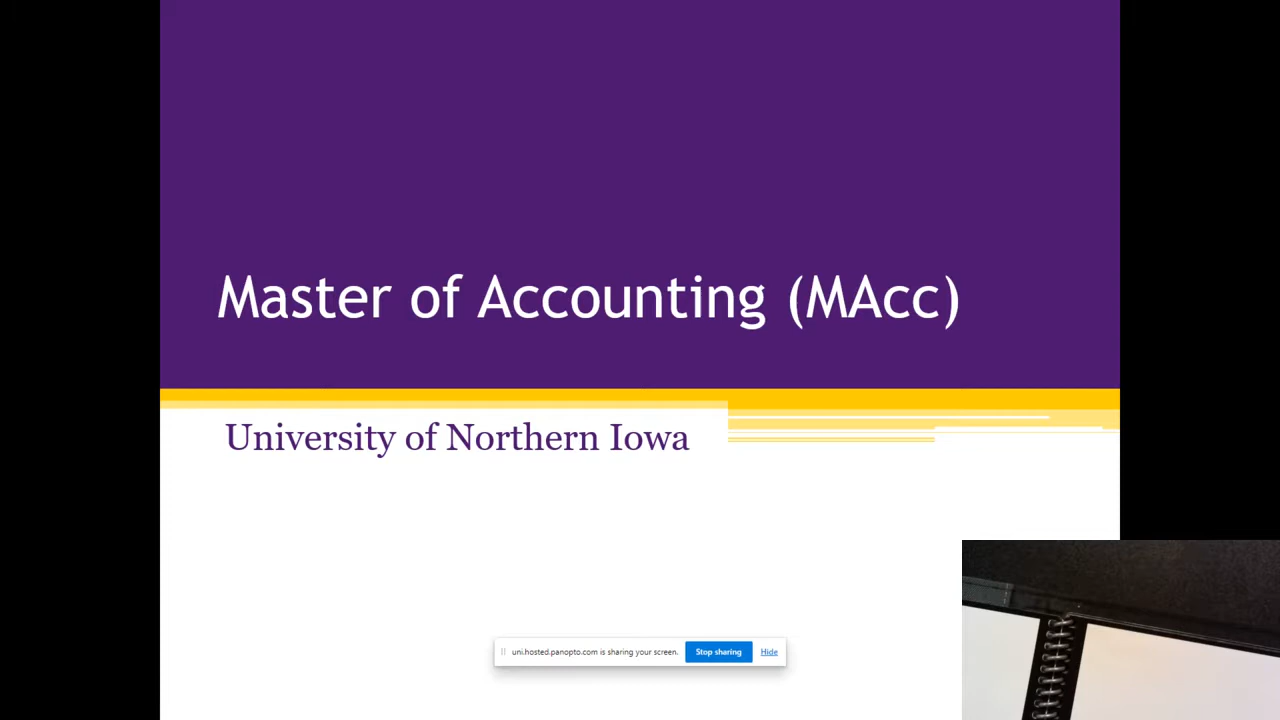 Master of Accounting (MAcc)
University of Northern Iowa
uni.hosted.panopto.com is sharing your screen.
Stop sharing
Hide